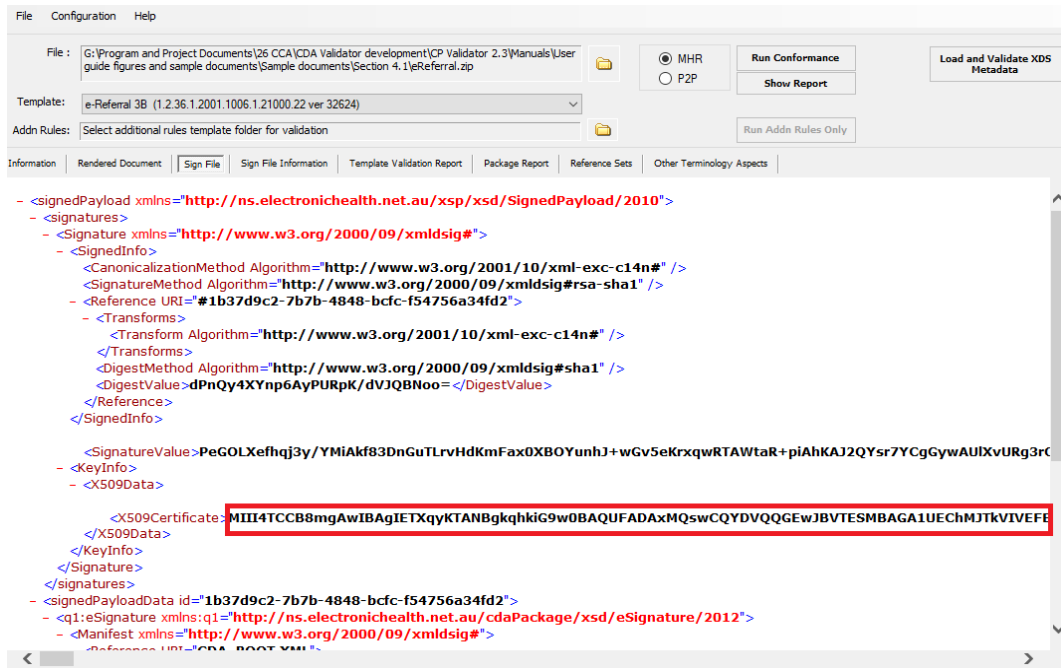 File Configuration Help
File : G:\Program and Project Documents\26 CCA\CDA Validator development\CP Validator 2.3\Manuals\User
guide figures and sample documents\Sample documents\Section 4.1\eReferral.zip
MHR
P2P
Run Conformance
Show Report
Load and Validate XDS
Metadata
Template: e-Referral 3B (1.2.36.1.2001.1006.1.21000.22 ver 32624)
Addn Rules: Select additional rules template folder for validation
Run Addn Rules Only
Information Rendered Document Sign File Sign File Information Template Validation Report Package Report Reference Sets Other Terminology Aspects
- <signedPayload xmlns="http://ns.electronichealth.net.au/xsp/xsd/SignedPayload/2010">
- <signatures>
- <Signature xmlns="http://www.w3.org/2000/09/xmldsig#">
- <SignedInfo>
<CanonicalizationMethod Algorithm="http://www.w3.org/2001/10/xml-exc-c14n#" />
<SignatureMethod Algorithm="http://www.w3.org/2000/09/xmldsig#rsa-sha1" />
- <Reference URI="#1b37d9c2-7b7b-4848-bcfc-f54756a34fd2">
- <Transforms>
<Transform Algorithm="http://www.w3.org/2001/10/xml-exc-c14n#" />
</Transforms>
<DigestMethod Algorithm="http://www.w3.org/2000/09/xmldsig#sha1" />
<DigestValue>dPnQy4XYnp6AyPURpK/dVJQBNoo=</DigestValue>
</Reference>
</SignedInfo>
<SignatureValue>PeGOLXefhqj3y/YMiAkf83DnGuTLrvHdKmFax0XBOYunhJ+wGv5eKrxqwRTAWtaR+piAhKAJ2QYsr7YCgGywAUlXvURg3r
- <KeyInfo>
- <X509Data>
<X509Certificate>MIII4TCCB8mgAwIBAgIETXqyKTANBgkqhkiG9w0BAQUFADAxMQswCQYDVQQGEwJBVTESMBAGA1UEChMJTkVIVEFE
</X509Data>
</KeyInfo>
</Signature>
</signatures>
- <signedPayloadData id="1b37d9c2-7b7b-4848-bcfc-f54756a34fd2">
- <q1:eSignature xmlns:q1="http://ns.electronichealth.net.au/cdaPackage/xsd/eSignature/2012">
- <Manifest xmlns="http://www.w3.org/2000/09/xmldsig#">
<Reference URI="CDA_ROOT.XML">